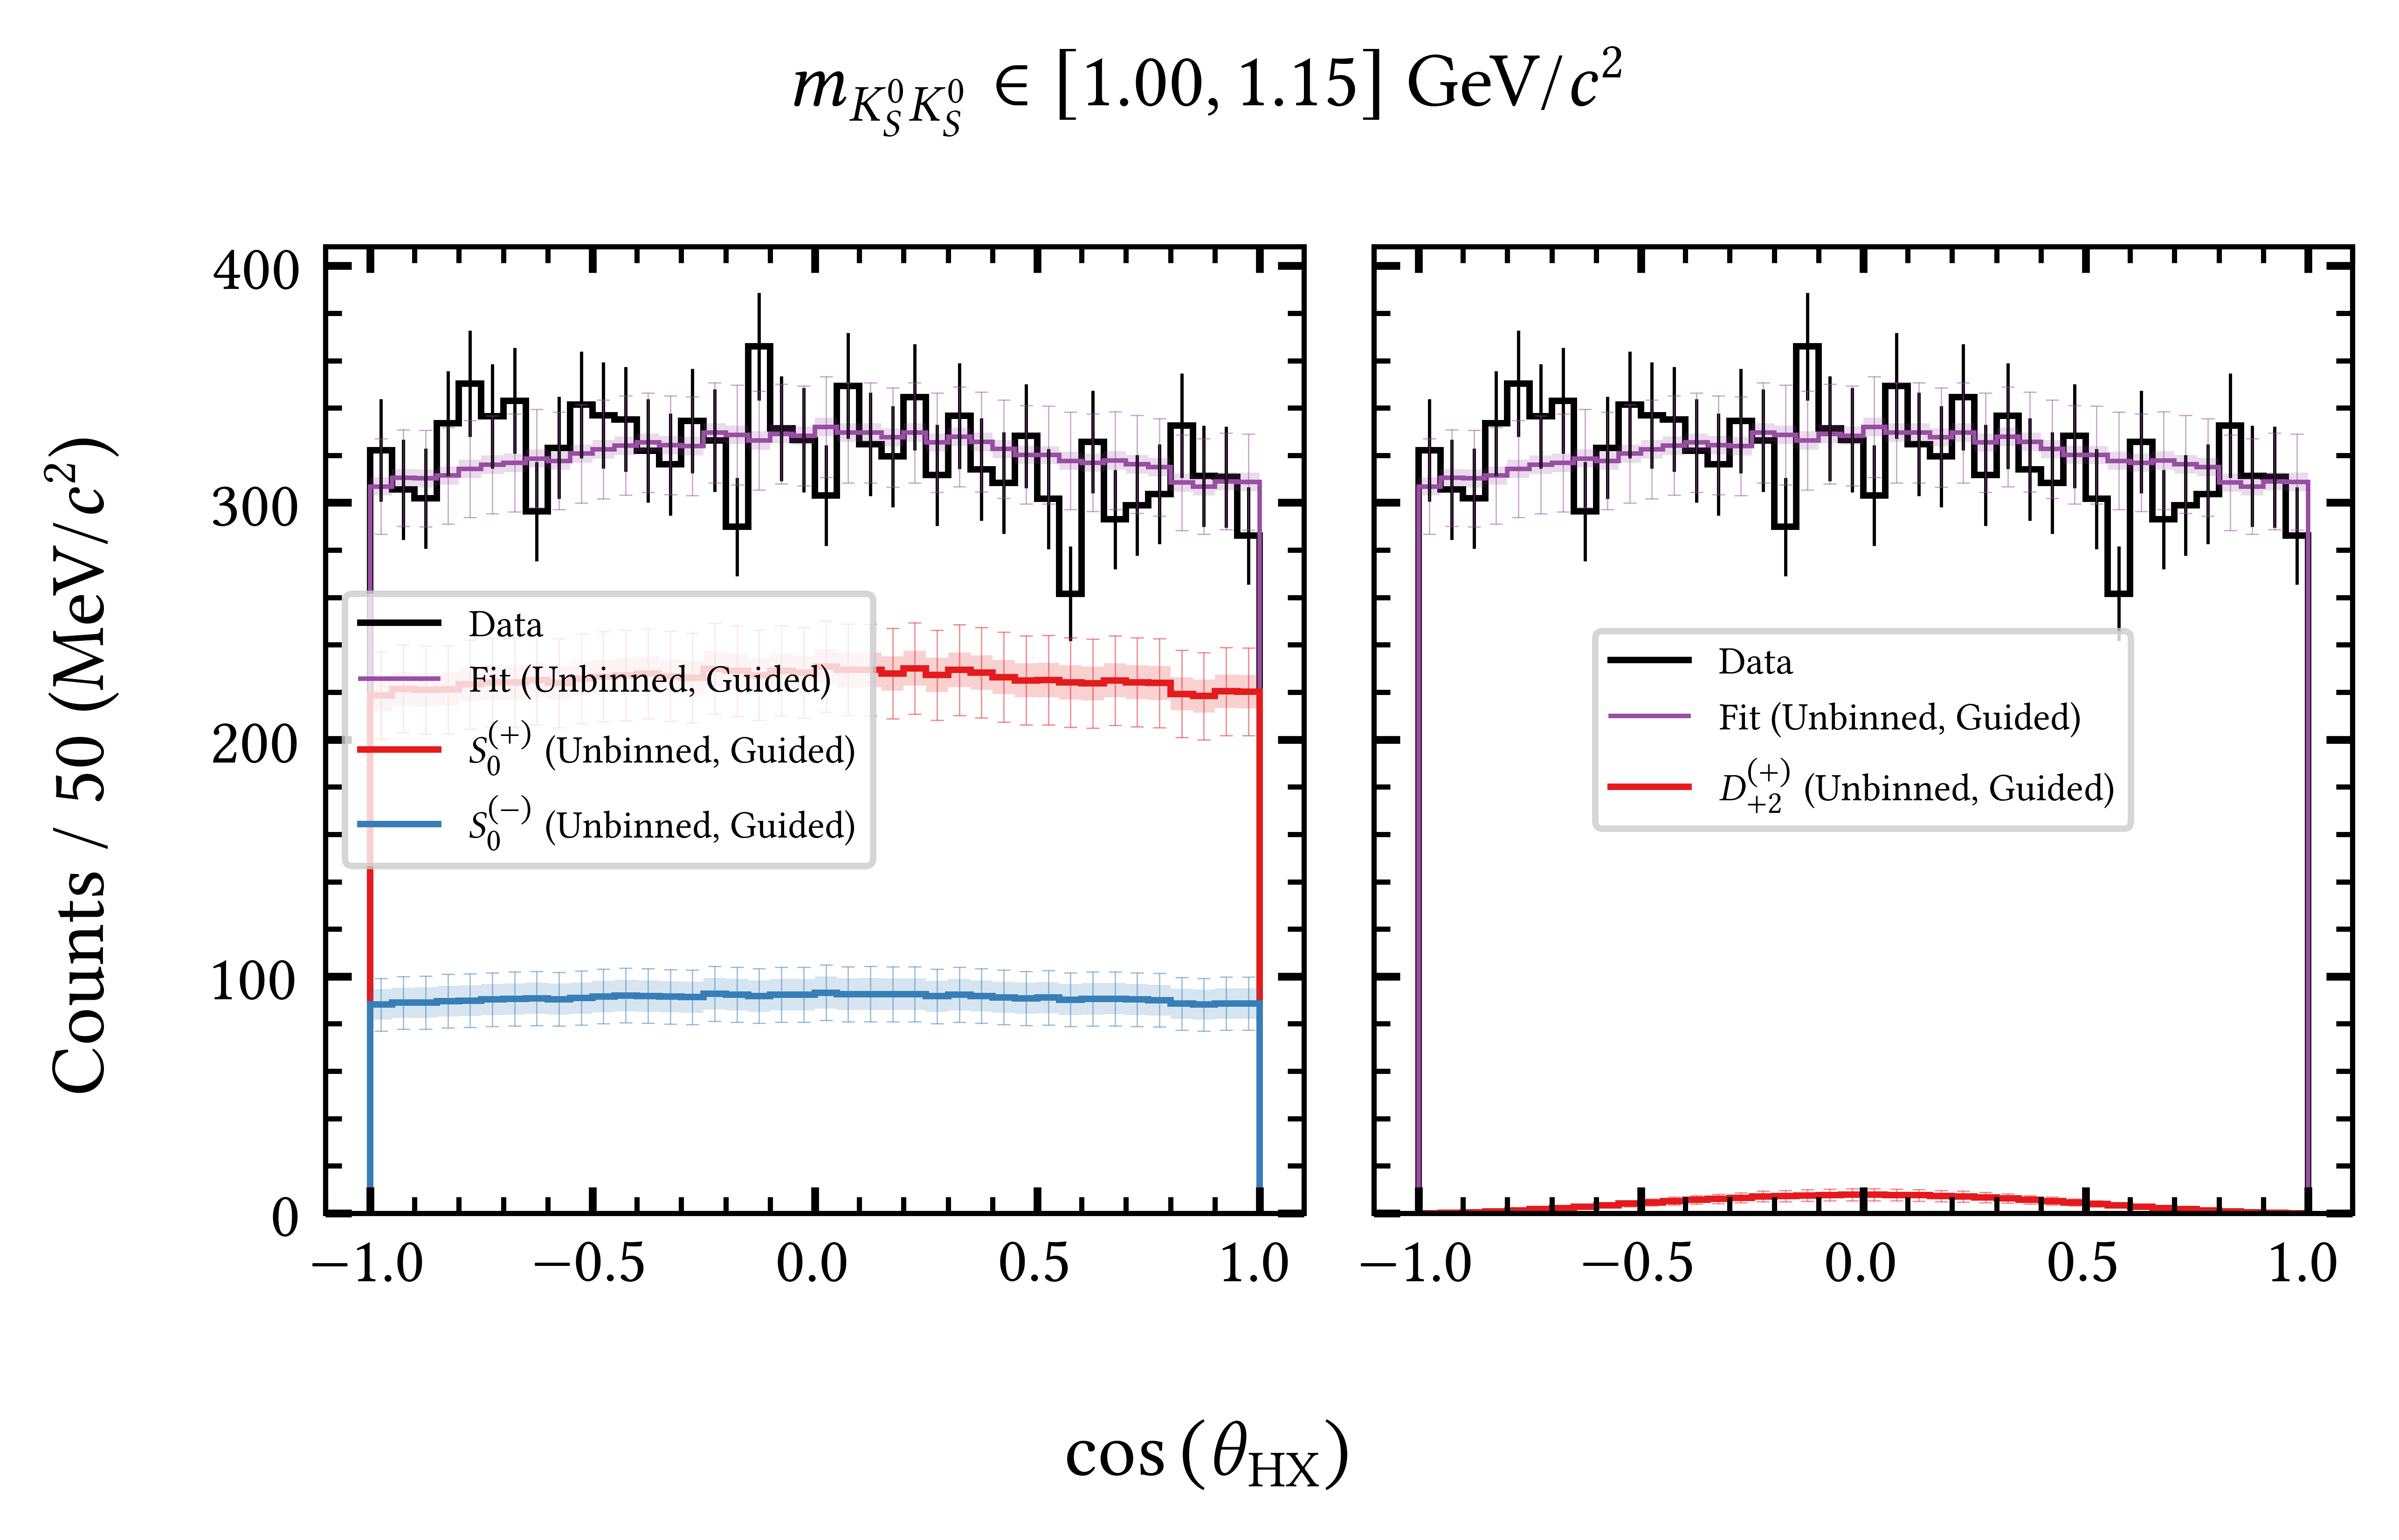 m_{K_S^0 K_S^0} ∈ [1.00, 1.15] GeV/c²
Counts / 50 (MeV/c²)
400
300
200
100
0
Data
Fit (Unbinned, Guided)
S_0^{(+)} (Unbinned, Guided)
S_0^{(−)} (Unbinned, Guided)
Data
Fit (Unbinned, Guided)
D_{+2}^{(+)} (Unbinned, Guided)
−1.0 −0.5 0.0 0.5 1.0
−1.0 −0.5 0.0 0.5 1.0
cos (θ_{HX})